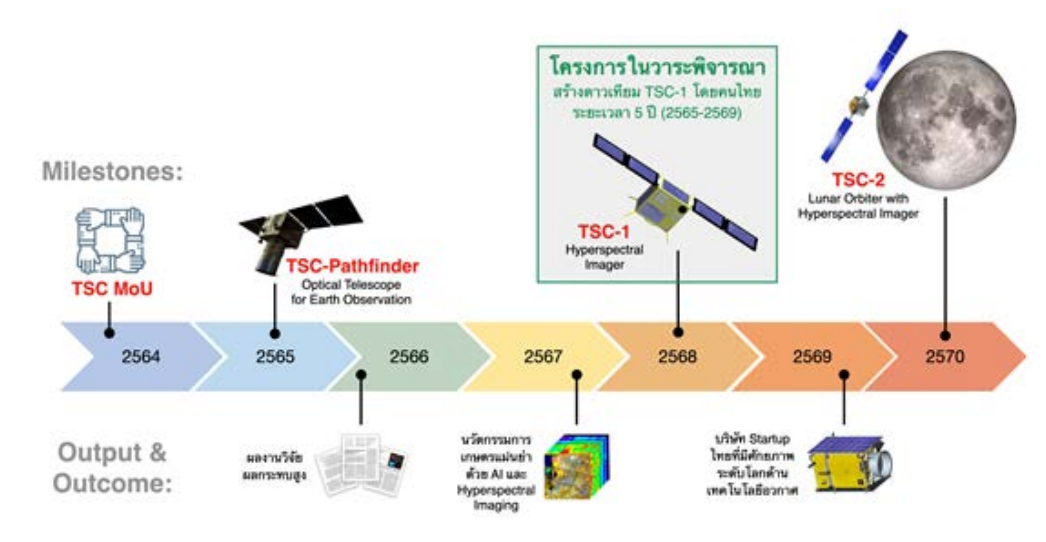 โครงการในวาระพิจารณา
สร้างดาวเทียม TSC-1 โดยคนไทย
ระยะเวลา 5 ปี (2565-2569)
Milestones:
TSC MoU
TSC-Pathfinder
Optical Telescope
for Earth Observation
TSC-1
Hyperspectral
Imager
TSC-2
Lunar Orbiter with
Hyperspectral Imager
2564
2565
2566
2567
2568
2569
2570
Output &
Outcome:
ผลงานวิจัย
ผลกระทบสูง
นวัตกรรมการ
เกษตรแม่นยำ
ด้วย AI และ
Hyperspectral
Imaging
บริษัท Startup
ไทยที่มีศักยภาพ
ระดับโลกด้าน
เทคโนโลยีอวกาศ